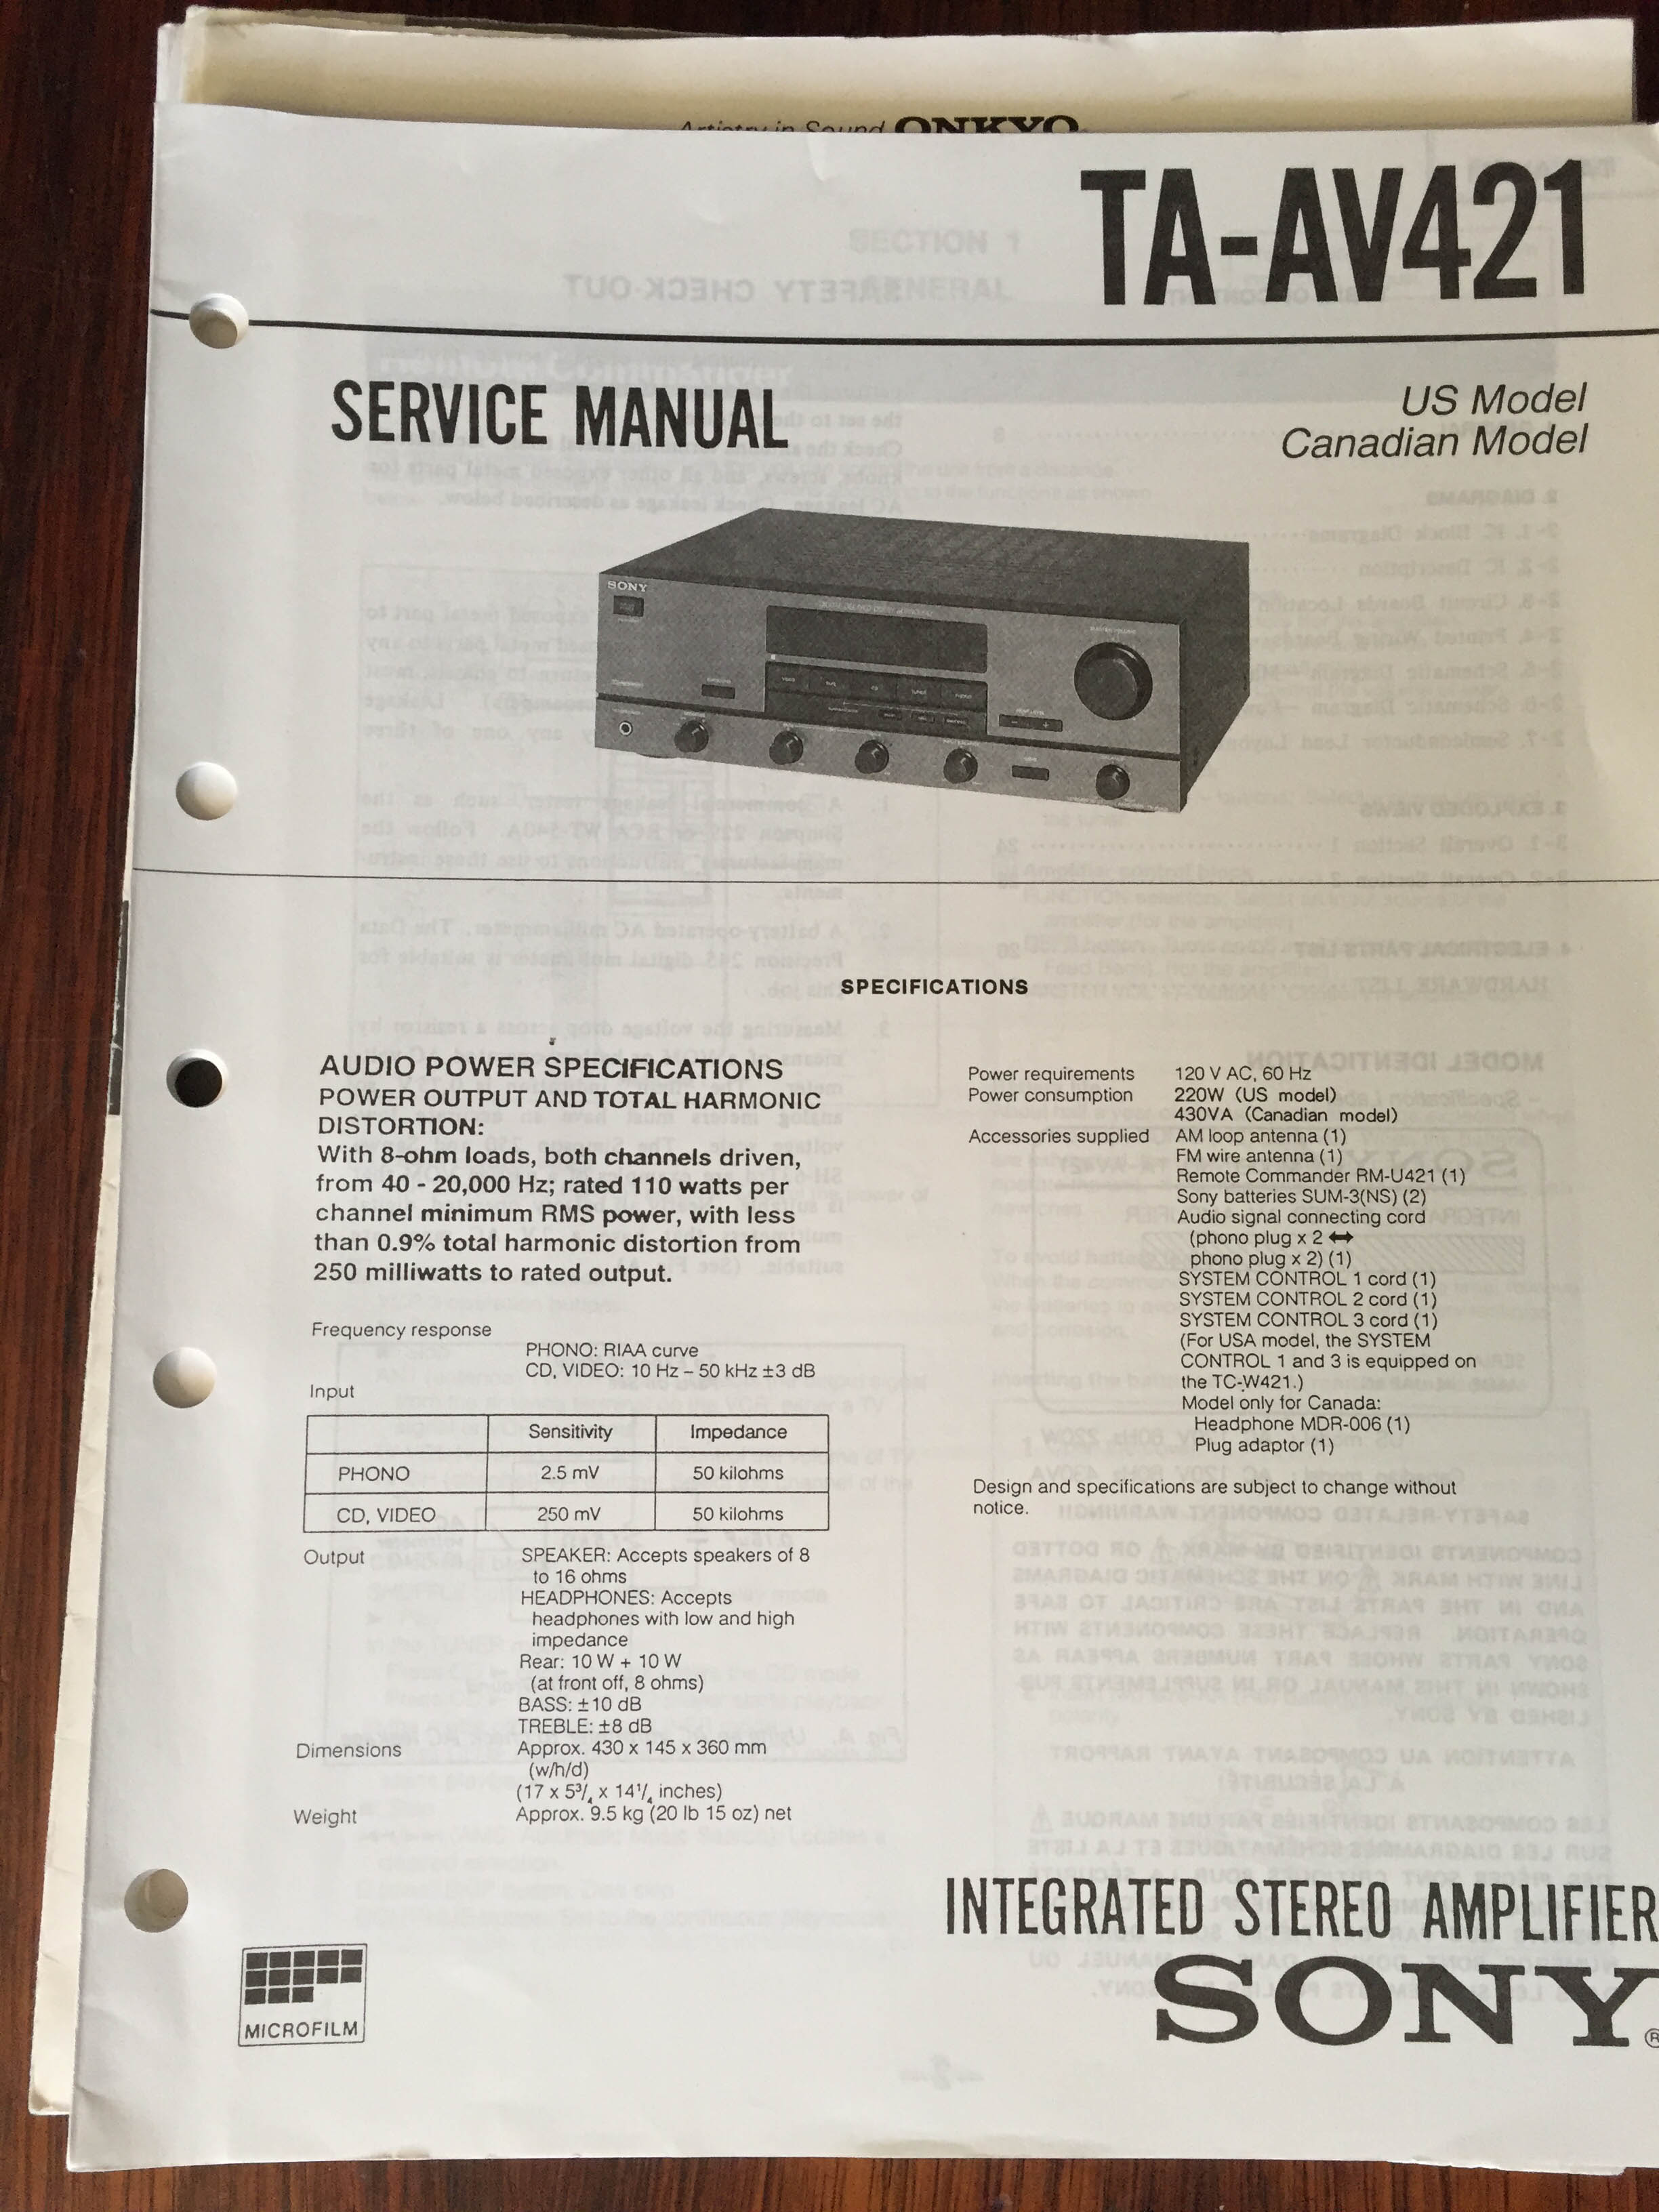 Artistry in Sound ONKYO
TA-AV421
SERVICE MANUAL
US Model
Canadian Model
SONY
SPECIFICATIONS
AUDIO POWER SPECIFICATIONS
POWER OUTPUT AND TOTAL HARMONIC
DISTORTION:
With 8-ohm loads, both channels driven,
from 40 - 20,000 Hz; rated 110 watts per
channel minimum RMS power, with less
than 0.9% total harmonic distortion from
250 milliwatts to rated output.
Frequency response
PHONO: RIAA curve
CD, VIDEO: 10 Hz – 50 kHz ±3 dB
Input
Sensitivity Impedance
PHONO 2.5 mV 50 kilohms
CD, VIDEO 250 mV 50 kilohms
Output SPEAKER: Accepts speakers of 8
to 16 ohms
HEADPHONES: Accepts
headphones with low and high
impedance
Rear: 10 W + 10 W
(at front off, 8 ohms)
BASS: ±10 dB
TREBLE: ±8 dB
Dimensions Approx. 430 x 145 x 360 mm
(w/h/d)
(17 x 5³/₄ x 14¹/₄ inches)
Weight Approx. 9.5 kg (20 lb 15 oz) net
Power requirements 120 V AC, 60 Hz
Power consumption 220W (US model)
430VA (Canadian model)
Accessories supplied AM loop antenna (1)
FM wire antenna (1)
Remote Commander RM-U421 (1)
Sony batteries SUM-3(NS) (2)
Audio signal connecting cord
(phono plug x 2 ↔
phono plug x 2) (1)
SYSTEM CONTROL 1 cord (1)
SYSTEM CONTROL 2 cord (1)
SYSTEM CONTROL 3 cord (1)
(For USA model, the SYSTEM
CONTROL 1 and 3 is equipped on
the TC-W421.)
Model only for Canada:
Headphone MDR-006 (1)
Plug adaptor (1)
Design and specifications are subject to change without
notice.
MICROFILM
INTEGRATED STEREO AMPLIFIER
SONY®